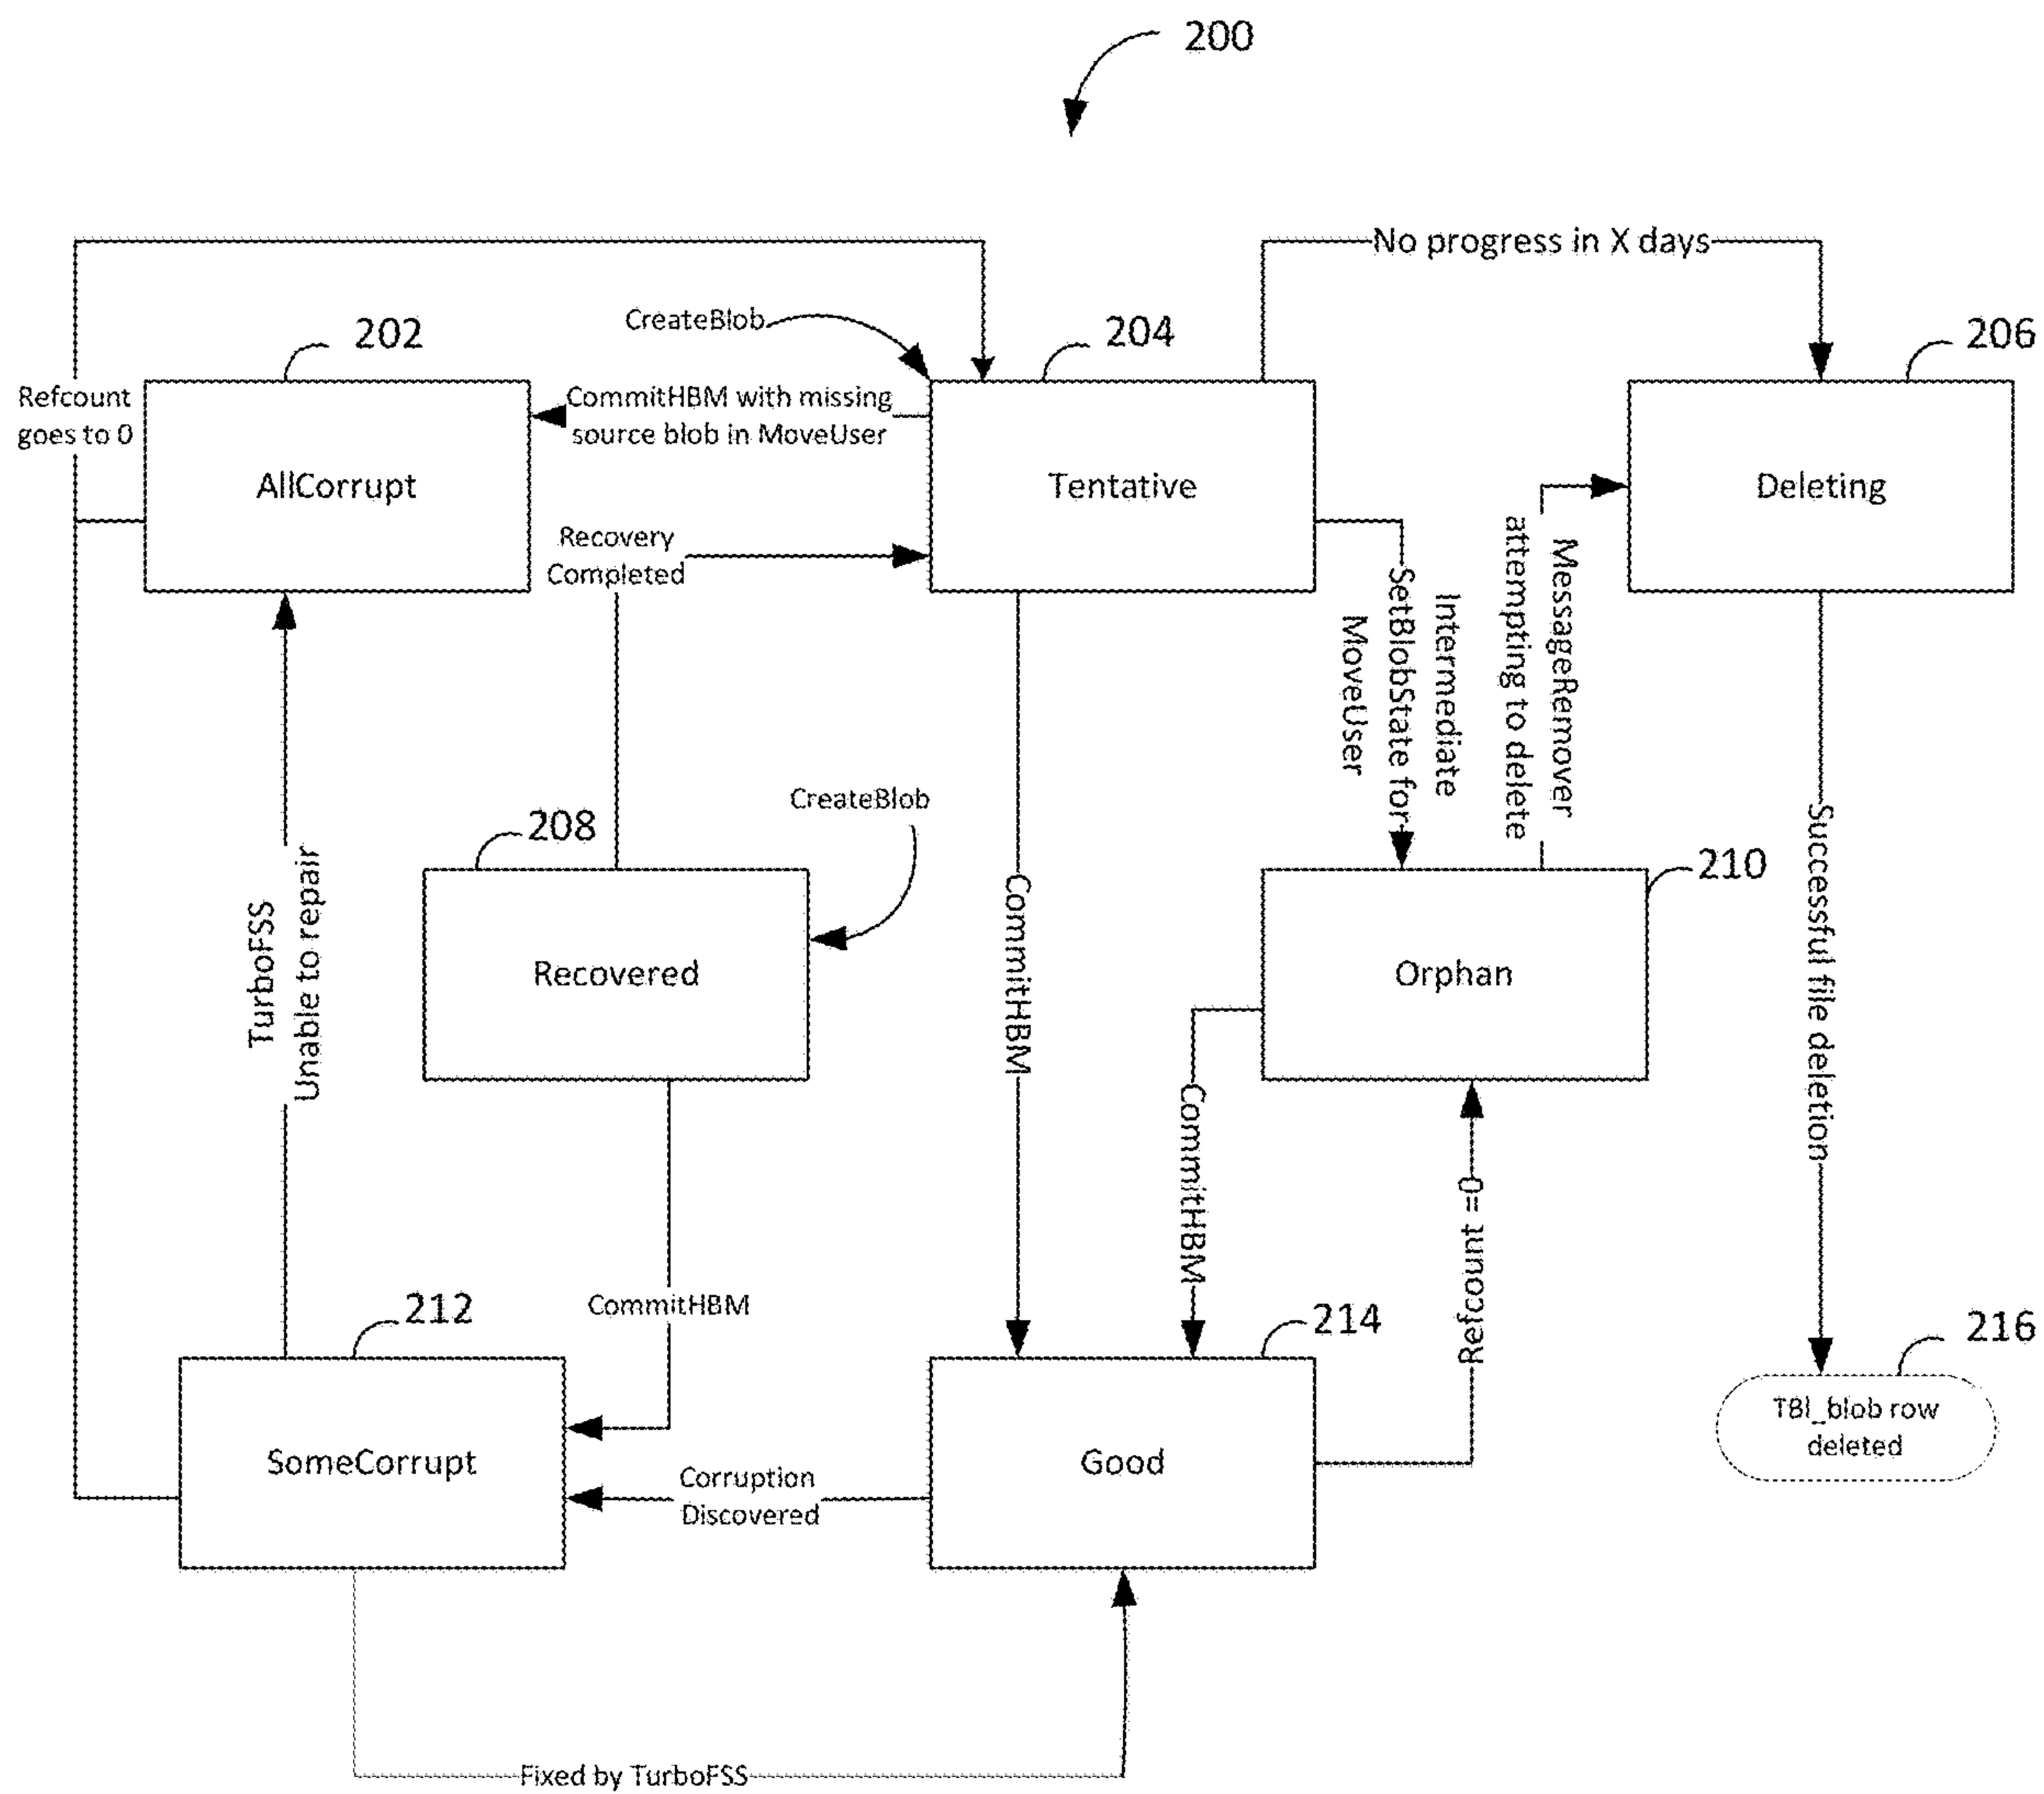 200
No progress in X days
CreateBlob
202
204
206
Refcount
goes to 0
CommitHBM with missing
source blob in MoveUser
AllCorrupt
Tentative
Deleting
Recovery
Completed
Intermediate
SetBlobState for
MoveUser
MessageRemover
attempting to delete
CreateBlob
208
210
TurboFSS
Unable to repair
CommitHBM
Successful file deletion
Recovered
Orphan
CommitHBM
Refcount =0
CommitHBM
212
214
216
TBl_blob row
deleted
SomeCorrupt
Good
Corruption
Discovered
Fixed by TurboFSS